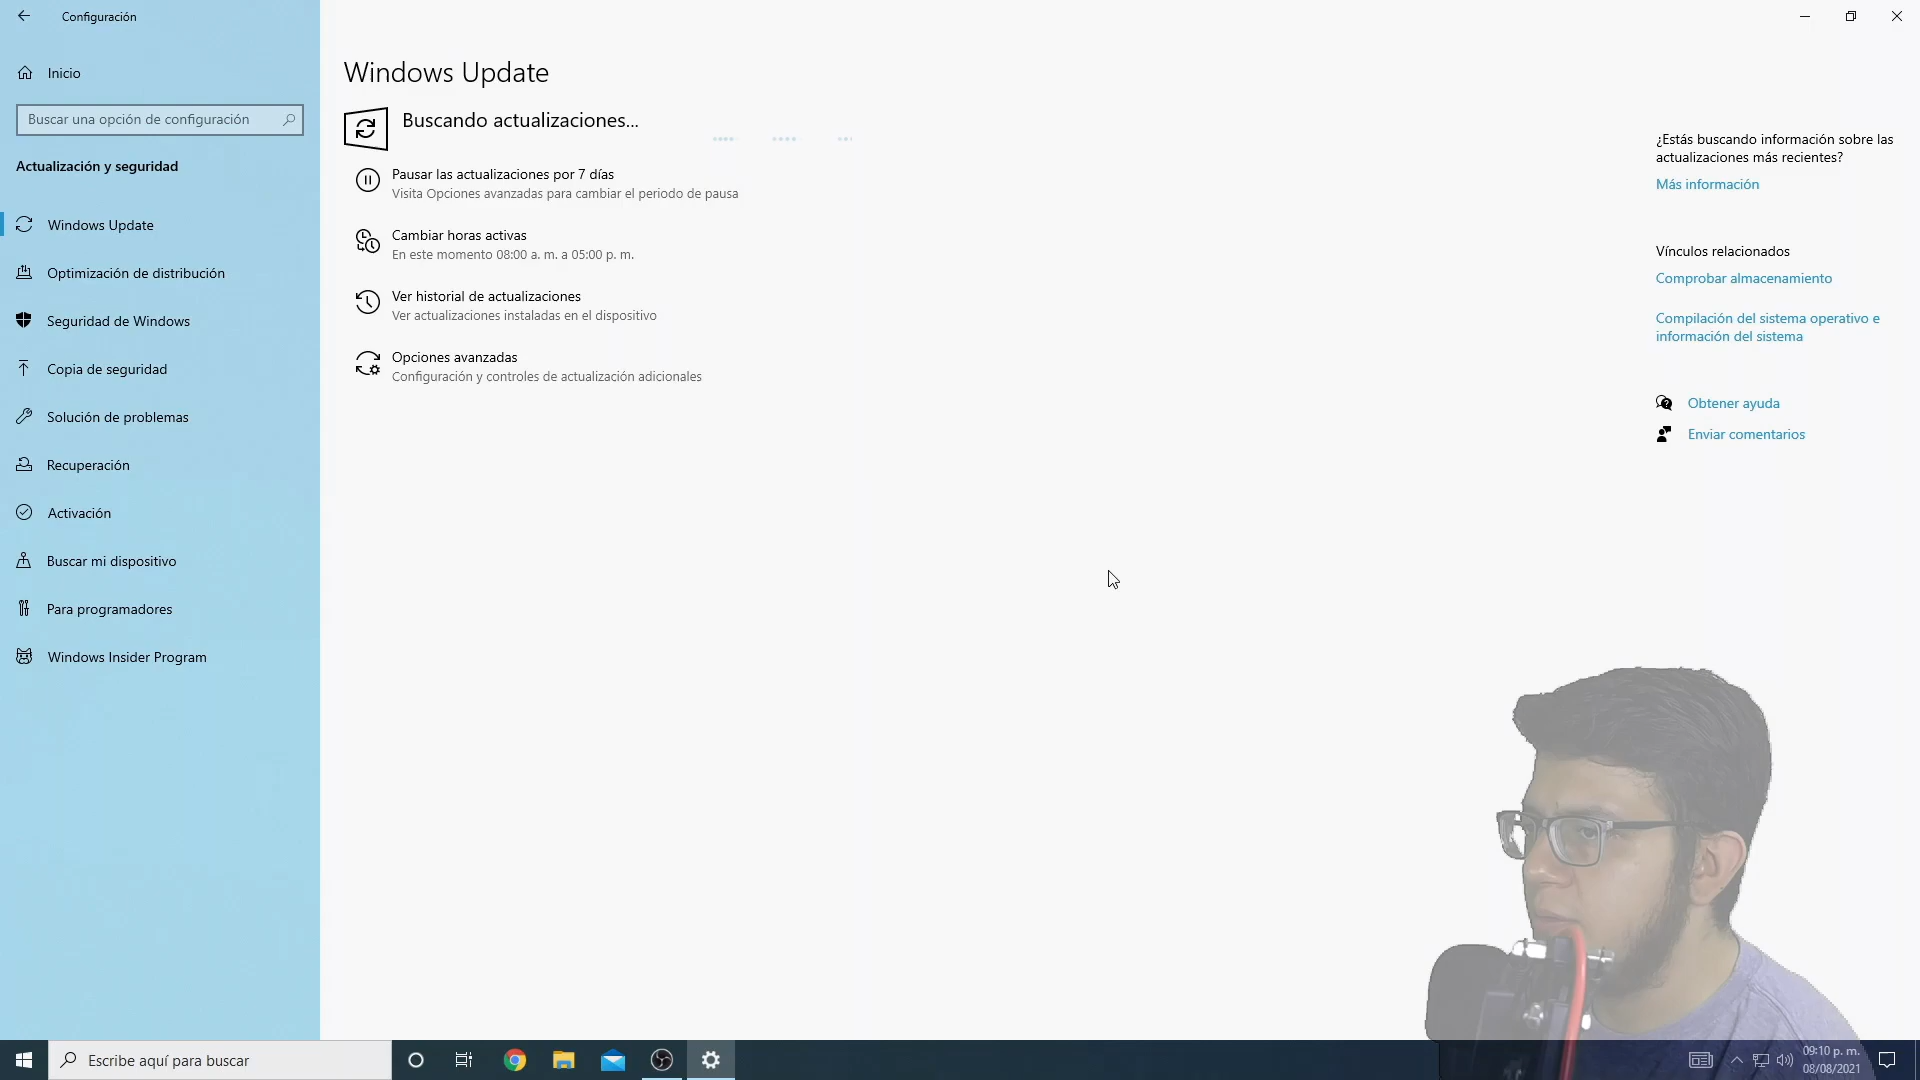 Configuración
Inicio
Buscar una opción de configuración
Actualización y seguridad
Windows Update
Optimización de distribución
Seguridad de Windows
Copia de seguridad
Solución de problemas
Recuperación
Activación
Buscar mi dispositivo
Para programadores
Windows Insider Program
Windows Update
Buscando actualizaciones...
Pausar las actualizaciones por 7 días
Visita Opciones avanzadas para cambiar el periodo de pausa
Cambiar horas activas
En este momento 08:00 a. m. a 05:00 p. m.
Ver historial de actualizaciones
Ver actualizaciones instaladas en el dispositivo
Opciones avanzadas
Configuración y controles de actualización adicionales
¿Estás buscando información sobre las
actualizaciones más recientes?
Más información
Vínculos relacionados
Comprobar almacenamiento
Compilación del sistema operativo e
información del sistema
Obtener ayuda
Enviar comentarios
Escribe aquí para buscar
09:10 p. m.
08/08/2021